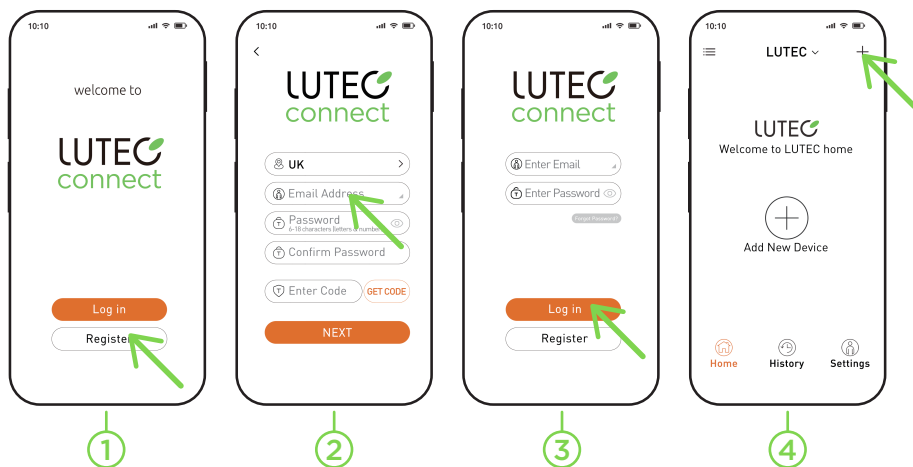 10:10
welcome to
LUTEC
connect
Log in
Register
1
10:10
LUTEC
connect
UK
Email Address
Password
6-18 characters (letters & number)
Confirm Password
Enter Code
GET CODE
NEXT
2
10:10
LUTEC
connect
Enter Email
Enter Password
Forgot Password?
Log in
Register
3
10:10
LUTEC
LUTEC
Welcome to LUTEC home
Add New Device
Home History Settings
4